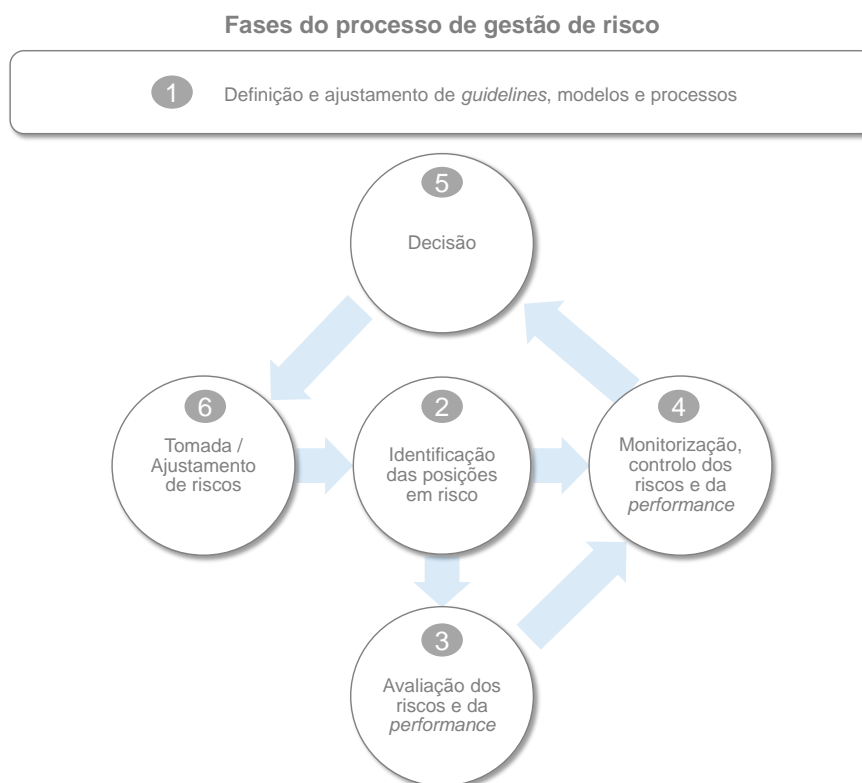 Fases do processo de gestão de risco
1 Definição e ajustamento de guidelines, modelos e processos
5
Decisão
6
Tomada /
Ajustamento
de riscos
2
Identificação
das posições
em risco
4
Monitorização,
controlo dos
riscos e da
performance
3
Avaliação dos
riscos e da
performance